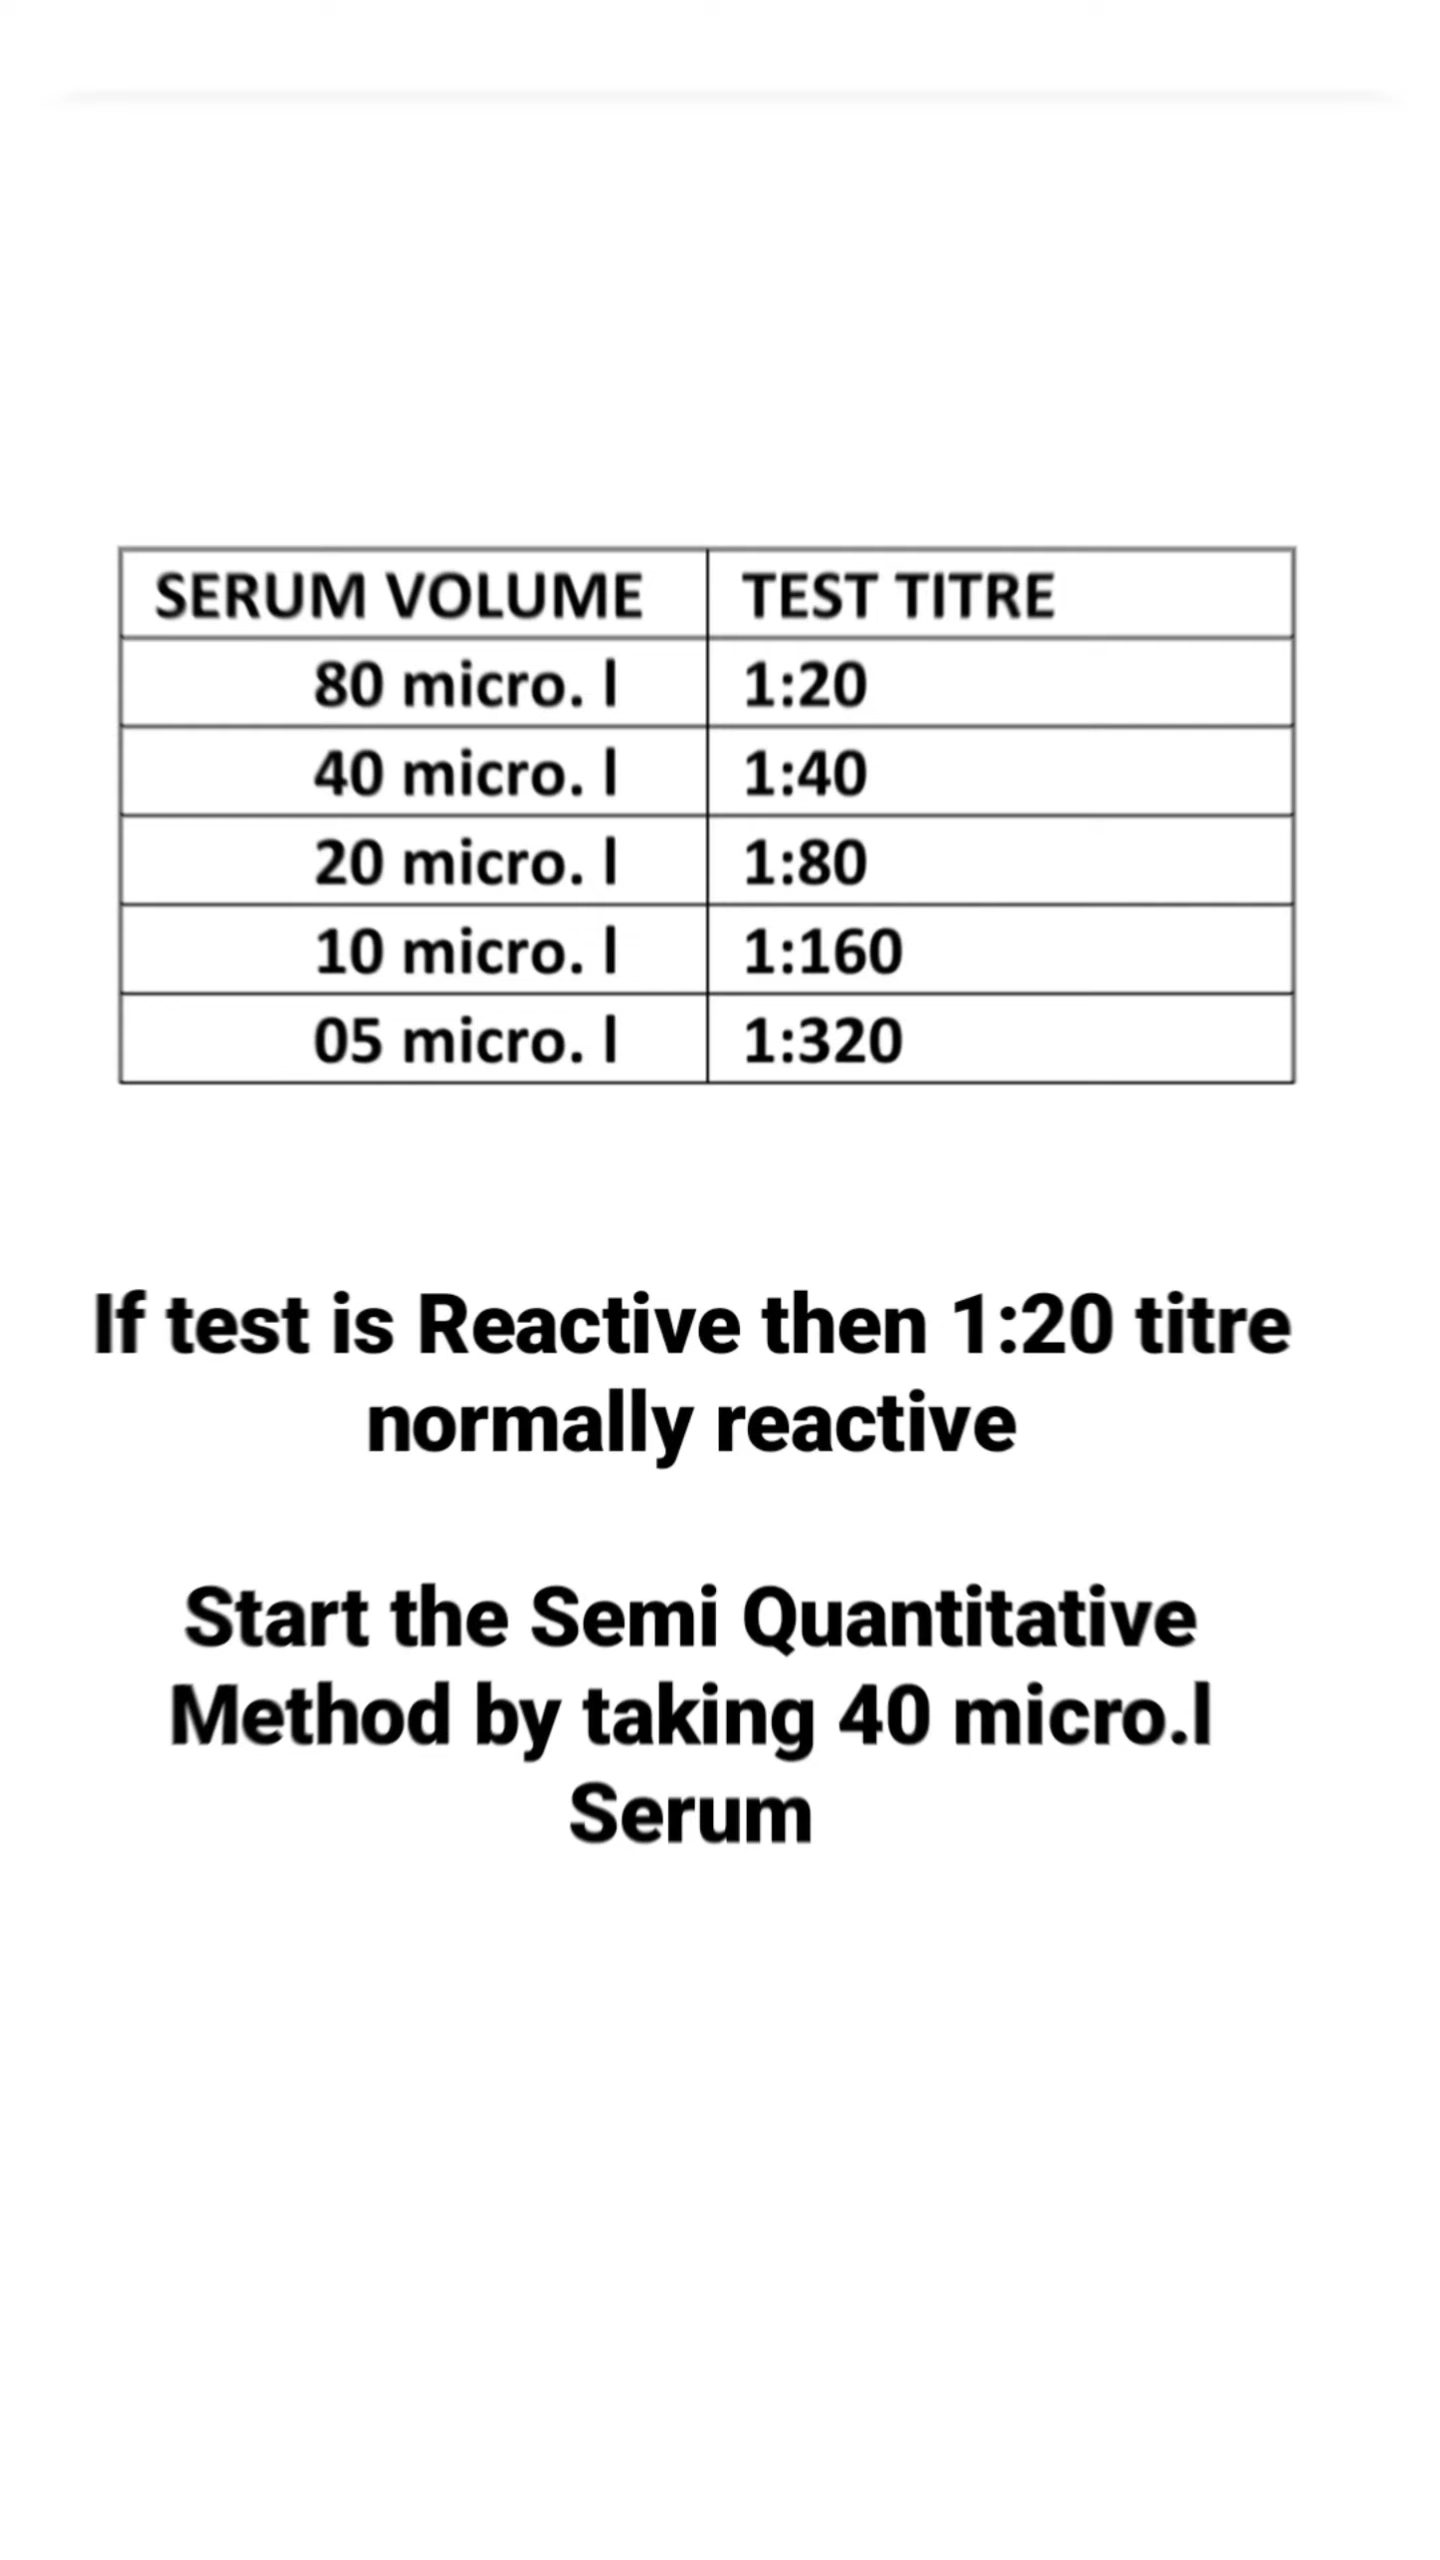 SERUM VOLUME TEST TITRE
80 micro. l 1:20
40 micro. l 1:40
20 micro. l 1:80
10 micro. l 1:160
05 micro. l 1:320
If test is Reactive then 1:20 titre
normally reactive
Start the Semi Quantitative
Method by taking 40 micro.l
Serum